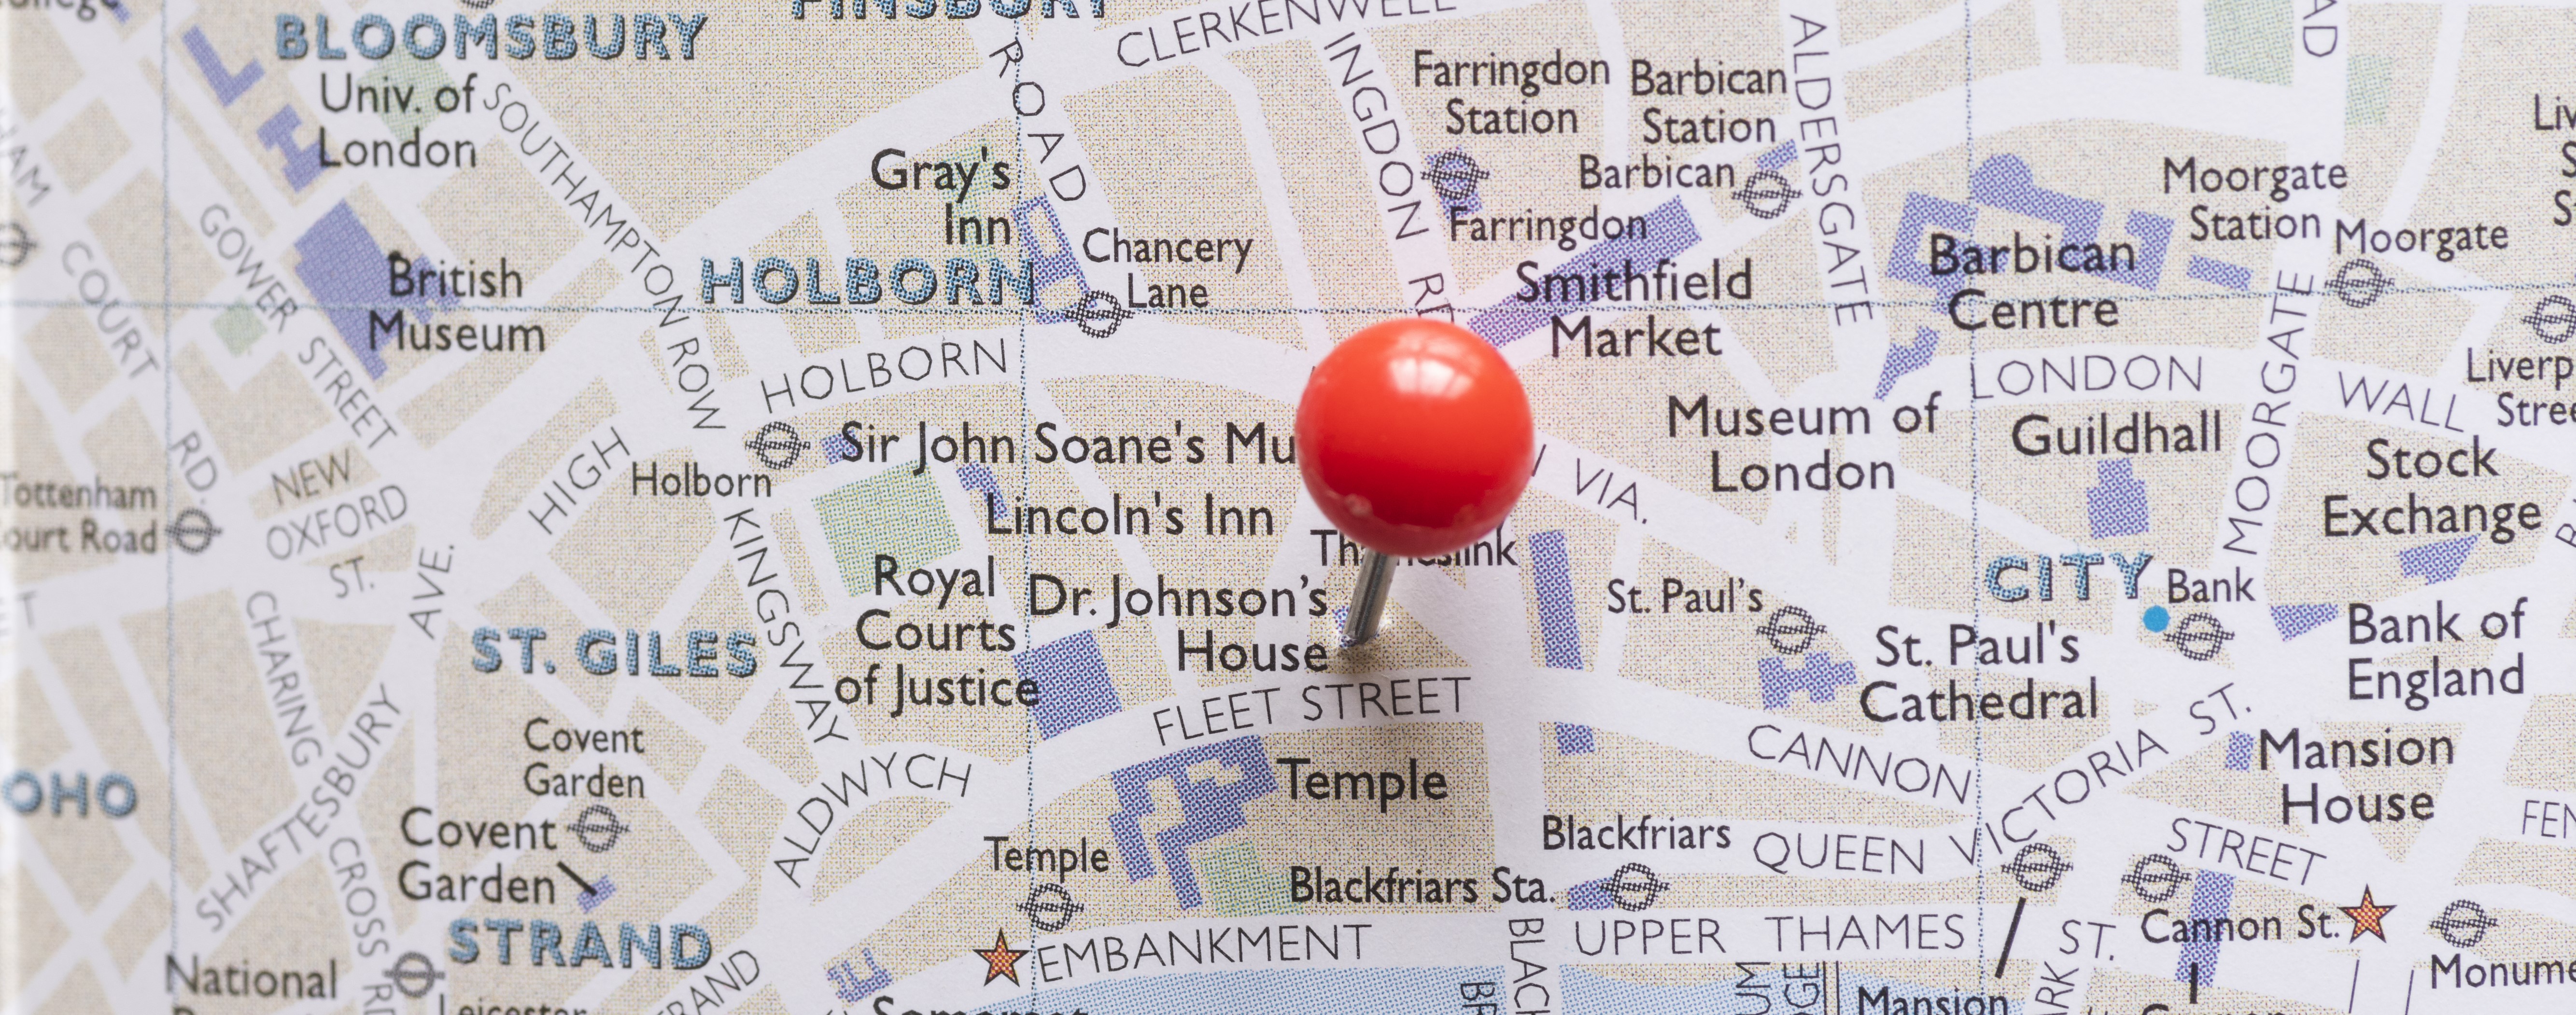 BLOOMSBURY
FINSBURY
CLERKENWELL
Univ. of
London
SOUTHAMPTON ROW
ROAD
INGDON
Farringdon
Station
Barbican
Station
ALDERSGATE
Gray's
Inn
Barbican
Farringdon
Moorgate
Station
Moorgate
COURT
RD.
GOWER STREET
British
Museum
HOLBORN
Chancery
Lane
Smithfield
Market
Barbican
Centre
HOLBORN
LONDON
WALL
MOORGATE
Museum of
London
Guildhall
Stock
Exchange
HIGH
Holborn
Sir John Soane's
VIA.
Lincoln's Inn
Tottenham
Court Road
NEW
OXFORD
ST.
AVE.
KINGSWAY
Royal
Courts
of Justice
Dr. Johnson's
House
St. Paul's
CITY
Bank
St. Paul's
Cathedral
Bank of
England
ST. GILES
CHARING
CROSS
FLEET STREET
CANNON
QUEEN VICTORIA ST.
Mansion
House
Covent
Garden
SHAFTESBURY
ALDWYCH
Temple
Covent
Garden
Temple
Blackfriars
Blackfriars Sta.
STREET
STRAND
EMBANKMENT
UPPER THAMES
ST.
Cannon St.
National
Mansion